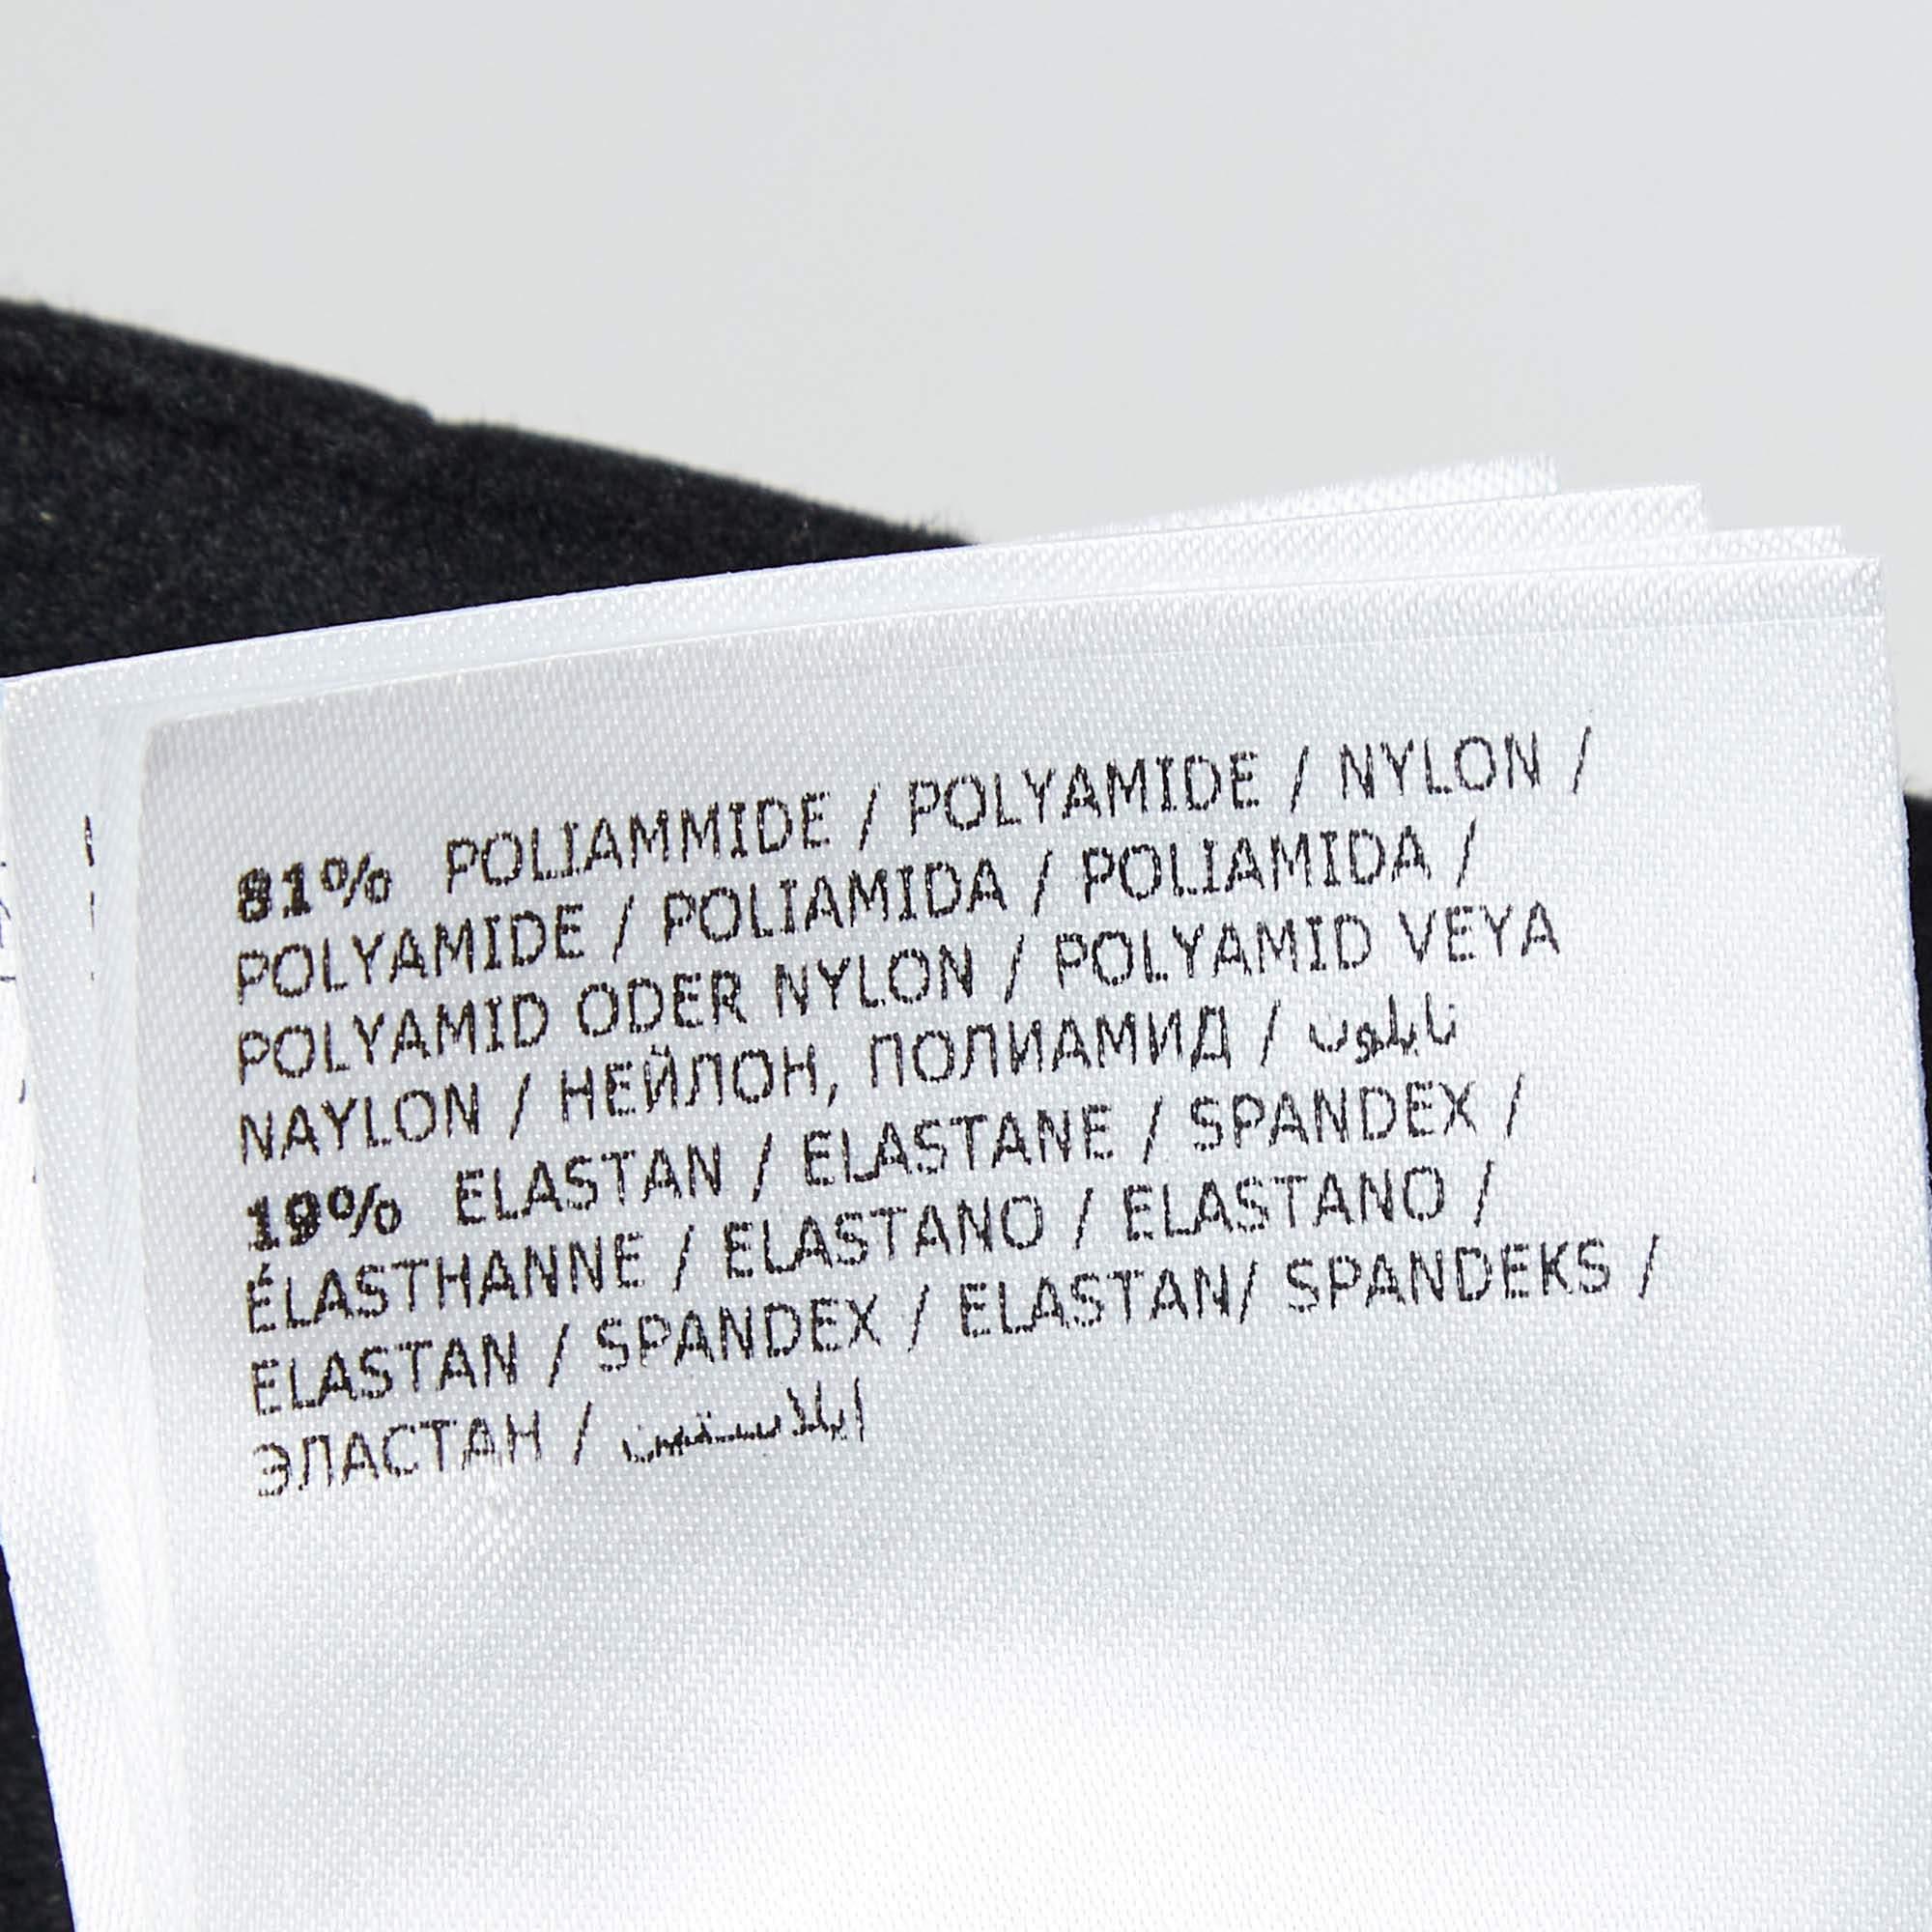 81% POLIAMMIDE / POLYAMIDE / NYLON /
POLYAMIDE / POLIAMIDA / POLIAMIDA /
POLYAMID ODER NYLON / POLYAMID VEYA
NAYLON / НЕЙЛОН, ПОЛИАМИД / نايلون
19% ELASTAN / ELASTANE / SPANDEX /
ÉLASTHANNE / ELASTANO / ELASTANO /
ELASTAN / SPANDEX / ELASTAN/ SPANDEKS /
ЭЛАСТАН /